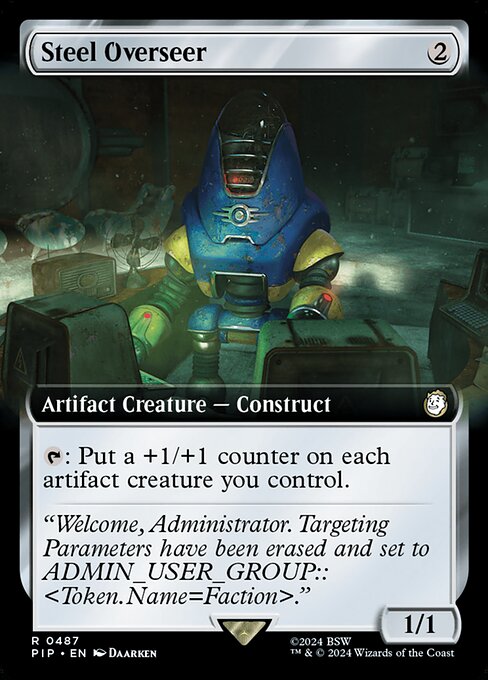 Steel Overseer 2
Artifact Creature — Construct
: Put a +1/+1 counter on each
artifact creature you control.
“Welcome, Administrator. Targeting
Parameters have been erased and set to
ADMIN_USER_GROUP::
<Token.Name=Faction>.”
1/1
R 0487
PIP • EN DAARKEN
©2024 BSW
™ & © 2024 Wizards of the Coast